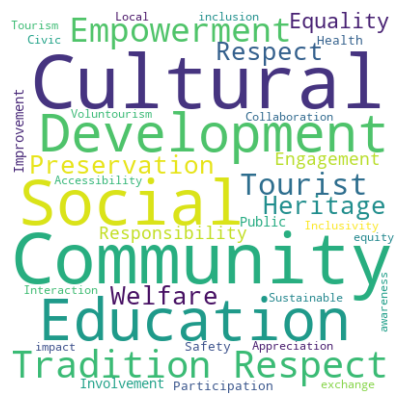 Tourism Local inclusion
Empowerment Equality
Civic Respect Health
Cultural
Improvement
Voluntourism Collaboration
Development
Preservation Engagement
Accessibility Tourist
Social Heritage
Public Inclusivity
Responsibility equity
Community
Interaction Welfare Sustainable
Education
awareness
impact Safety Appreciation
Tradition Respect
Involvement Participation exchange